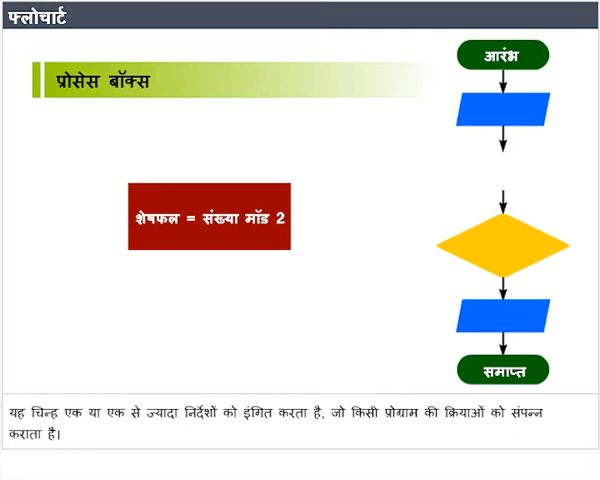 फ्लोचार्ट
आरंभ
प्रोसेस बॉक्स
शेषफल = संख्या मॉड 2
समाप्त
यह चिन्ह एक या एक से ज्यादा निर्देशों को इंगित करता है, जो किसी प्रोग्राम की क्रियाओं को संपन्न
कराता है।